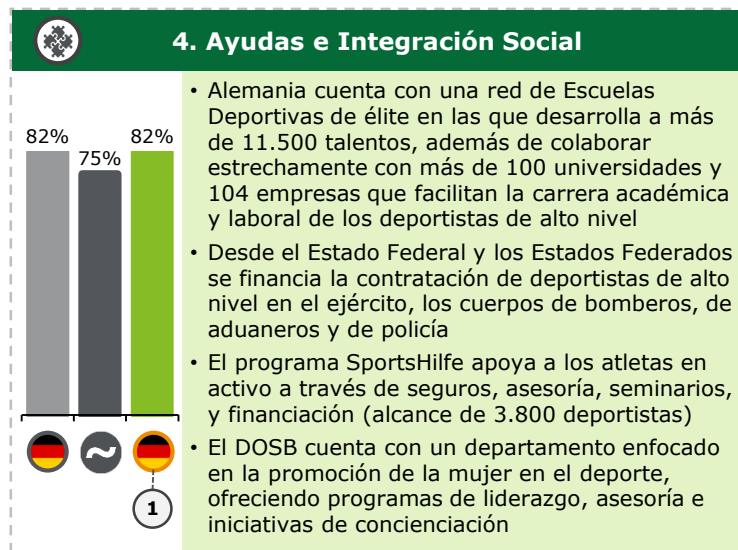 4. Ayudas e Integración Social
82%
75%
82%
1
• Alemania cuenta con una red de Escuelas
Deportivas de élite en las que desarrolla a más
de 11.500 talentos, además de colaborar
estrechamente con más de 100 universidades y
104 empresas que facilitan la carrera académica
y laboral de los deportistas de alto nivel
• Desde el Estado Federal y los Estados Federados
se financia la contratación de deportistas de alto
nivel en el ejército, los cuerpos de bomberos, de
aduaneros y de policía
• El programa SportsHilfe apoya a los atletas en
activo a través de seguros, asesoría, seminarios,
y financiación (alcance de 3.800 deportistas)
• El DOSB cuenta con un departamento enfocado
en la promoción de la mujer en el deporte,
ofreciendo programas de liderazgo, asesoría e
iniciativas de concienciación